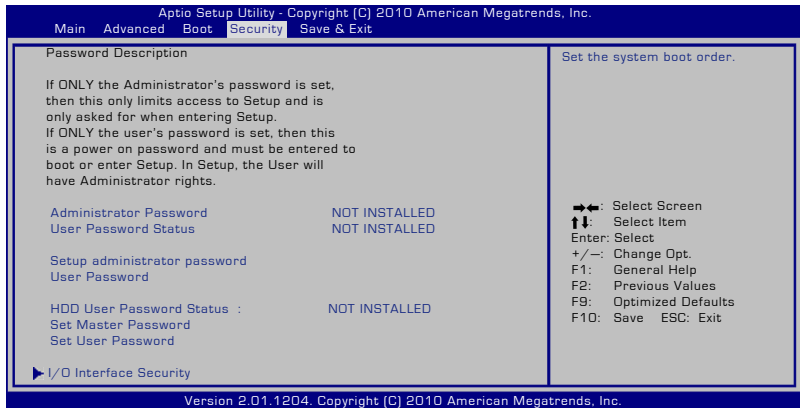 Aptio Setup Utility - Copyright (C) 2010 American Megatrends, Inc.
Main Advanced Boot Security Save & Exit
Password Description
If ONLY the Administrator's password is set,
then this only limits access to Setup and is
only asked for when entering Setup.
If ONLY the user's password is set, then this
is a power on password and must be entered to
boot or enter Setup. In Setup, the User will
have Administrator rights.
Administrator Password NOT INSTALLED
User Password Status NOT INSTALLED
Setup administrator password
User Password
HDD User Password Status : NOT INSTALLED
Set Master Password
Set User Password
I/O Interface Security
Set the system boot order.
→←: Select Screen
↑↓: Select Item
Enter: Select
+/—: Change Opt.
F1: General Help
F2: Previous Values
F9: Optimized Defaults
F10: Save ESC: Exit
Version 2.01.1204. Copyright (C) 2010 American Megatrends, Inc.